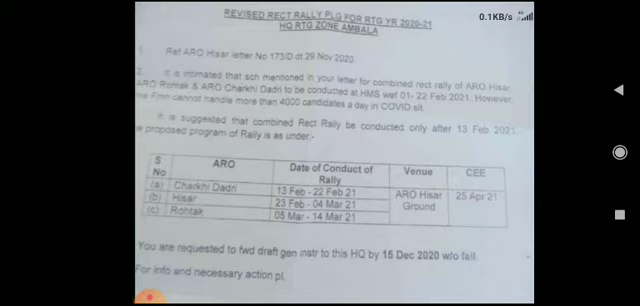 REVISED RECT RALLY PLG FOR RTG YR 2020-21
HQ RTG ZONE AMBALA
0.1KB/s
1. Ref ARO Hisar letter No 173/D dt 29 Nov 2020.
2. It is intimated that sch mentioned in your letter for combined rect rally of ARO Hisar,
ARO Rohtak & ARO Charkhi Dadri to be conducted at HMS wef 01- 22 Feb 2021. However,
this Fmn cannot handle more than 4000 candidates a day in COVID sit.
It is suggested that combined Rect Rally be conducted only after 13 Feb 2021.
e proposed program of Rally is as under:-
S No ARO Date of Conduct of Rally Venue CEE
(a) Charkhi Dadri 13 Feb - 22 Feb 21 ARO Hisar Ground 25 Apr 21
(b) Hisar 23 Feb - 04 Mar 21
(c) Rohtak 05 Mar - 14 Mar 21
You are requested to fwd draft gen instr to this HQ by 15 Dec 2020 w/o fail.
For info and necessary action pl.